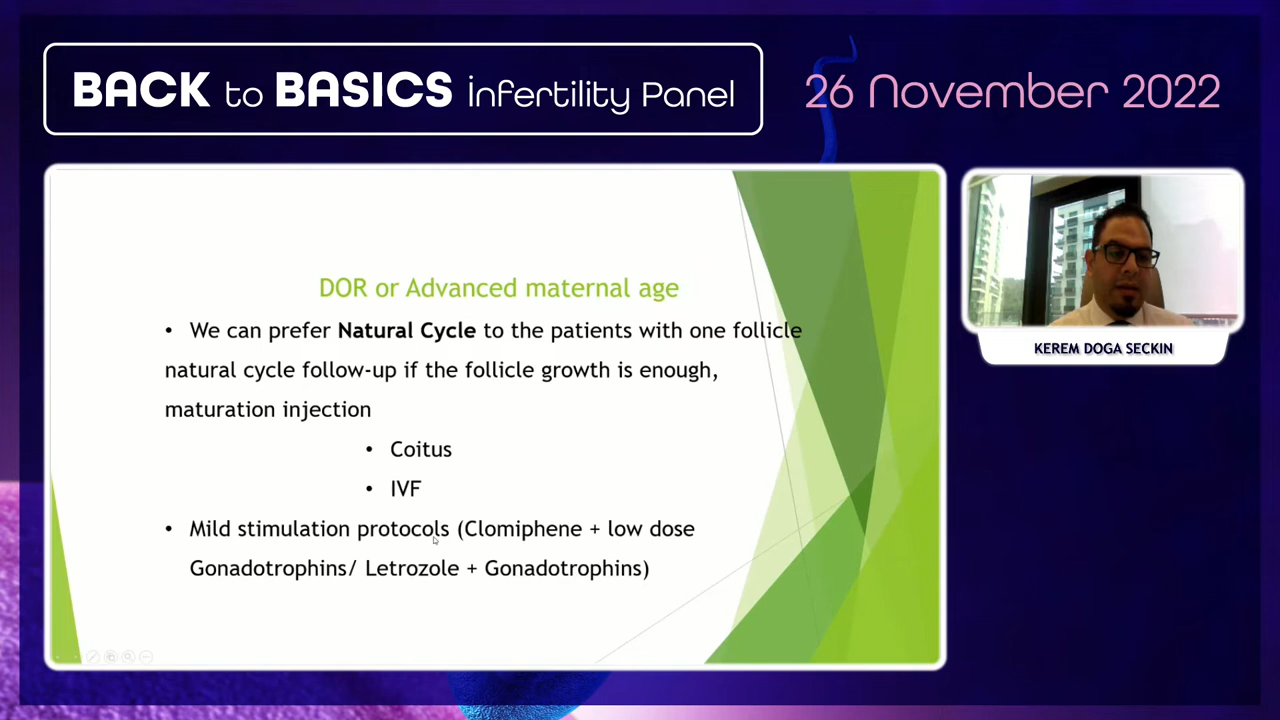 BACK to BASICS infertility Panel
26 November 2022
DOR or Advanced maternal age
• We can prefer Natural Cycle to the patients with one follicle
natural cycle follow-up if the follicle growth is enough,
maturation injection
• Coitus
• IVF
• Mild stimulation protocols (Clomiphene + low dose
Gonadotrophins/ Letrozole + Gonadotrophins)
KEREM DOGA SECKIN